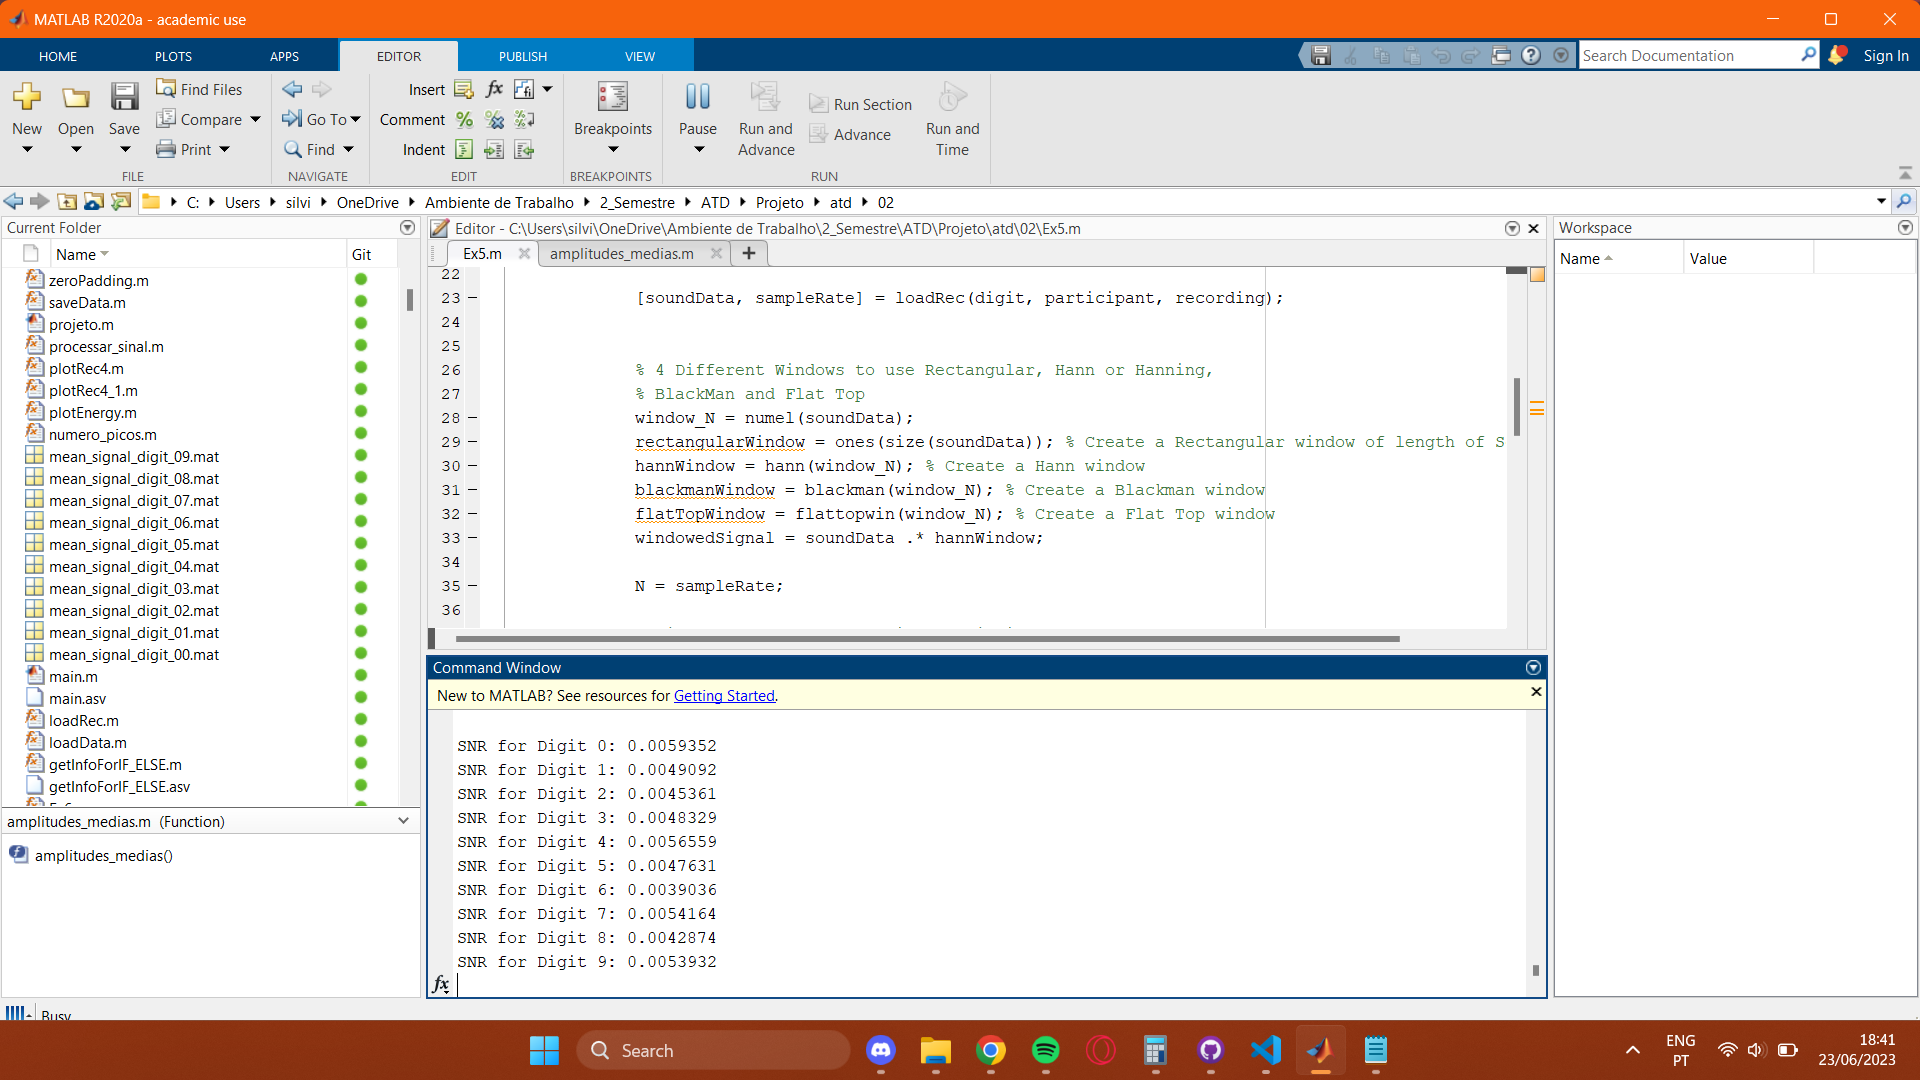 MATLAB R2020a - academic use
HOME
PLOTS
APPS
EDITOR
PUBLISH
VIEW
Search Documentation
Sign In
New
Open
Save
Find Files
Compare
Print
FILE
Go To
Find
NAVIGATE
Insert
fx
Comment
Indent
EDIT
Breakpoints
BREAKPOINTS
Pause
Run and
Advance
Run Section
Advance
Run and
Time
RUN
C: Users silvi OneDrive Ambiente de Trabalho 2_Semestre ATD Projeto atd 02
Current Folder
Name
Git
zeroPadding.m
saveData.m
projeto.m
processar_sinal.m
plotRec4.m
plotRec4_1.m
plotEnergy.m
numero_picos.m
mean_signal_digit_09.mat
mean_signal_digit_08.mat
mean_signal_digit_07.mat
mean_signal_digit_06.mat
mean_signal_digit_05.mat
mean_signal_digit_04.mat
mean_signal_digit_03.mat
mean_signal_digit_02.mat
mean_signal_digit_01.mat
mean_signal_digit_00.mat
main.m
main.asv
loadRec.m
loadData.m
getInfoForIF_ELSE.m
getInfoForIF_ELSE.asv
amplitudes_medias.m (Function)
amplitudes_medias()
Editor - C:\Users\silvi\OneDrive\Ambiente de Trabalho\2_Semestre\ATD\Projeto\atd\02\Ex5.m
Ex5.m
amplitudes_medias.m
22
23 [soundData, sampleRate] = loadRec(digit, participant, recording);
24
25
26 % 4 Different Windows to use Rectangular, Hann or Hanning,
27 % BlackMan and Flat Top
28 window_N = numel(soundData);
29 rectangularWindow = ones(size(soundData)); % Create a Rectangular window of length of S
30 hannWindow = hann(window_N); % Create a Hann window
31 blackmanWindow = blackman(window_N); % Create a Blackman window
32 flatTopWindow = flattopwin(window_N); % Create a Flat Top window
33 windowedSignal = soundData .* hannWindow;
34
35 N = sampleRate;
36
Command Window
New to MATLAB? See resources for Getting Started.
SNR for Digit 0: 0.0059352
SNR for Digit 1: 0.0049092
SNR for Digit 2: 0.0045361
SNR for Digit 3: 0.0048329
SNR for Digit 4: 0.0056559
SNR for Digit 5: 0.0047631
SNR for Digit 6: 0.0039036
SNR for Digit 7: 0.0054164
SNR for Digit 8: 0.0042874
SNR for Digit 9: 0.0053932
fx
Workspace
Name
Value
Busy
Search
ENG
PT
18:41
23/06/2023